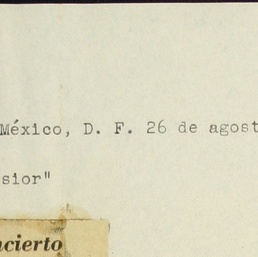 México, D. F. 26 de agost
sior"
ncierto